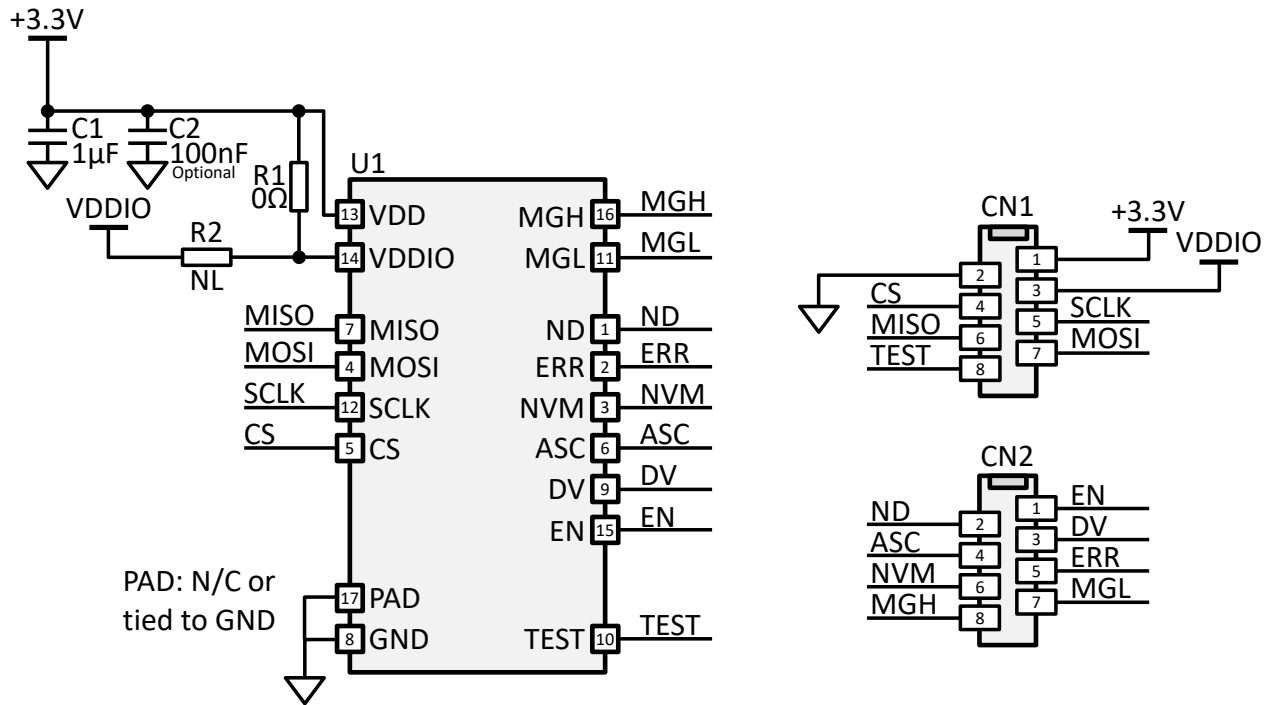 +3.3V
C1
1µF
C2
100nF
Optional
R1
0Ω
VDDIO
R2
NL
U1
13 VDD
14 VDDIO
MISO 7 MISO
MOSI 4 MOSI
SCLK 12 SCLK
CS 5 CS
17 PAD
8 GND
PAD: N/C or
tied to GND
MGH 16 MGH
MGL 11 MGL
ND 1 ND
ERR 2 ERR
NVM 3 NVM
ASC 6 ASC
DV 9 DV
EN 15 EN
TEST 10 TEST
CN1
+3.3V
VDDIO
1
2
3
CS 4
5 SCLK
MISO 6
7 MOSI
TEST 8
CN2
1 EN
ND 2
3 DV
ASC 4
5 ERR
NVM 6
7 MGL
MGH 8